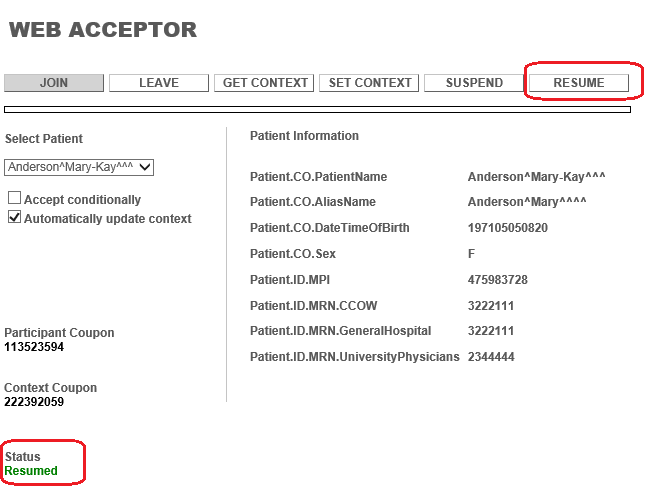 WEB ACCEPTOR
JOIN LEAVE GET CONTEXT SET CONTEXT SUSPEND RESUME
Select Patient
Anderson^Mary-Kay^^^
Accept conditionally
Automatically update context
Participant Coupon
113523594
Context Coupon
222392059
Status
Resumed
Patient Information
Patient.CO.PatientName Anderson^Mary-Kay^^^
Patient.CO.AliasName Anderson^Mary^^^^
Patient.CO.DateTimeOfBirth 197105050820
Patient.CO.Sex F
Patient.ID.MPI 475983728
Patient.ID.MRN.CCOW 3222111
Patient.ID.MRN.GeneralHospital 3222111
Patient.ID.MRN.UniversityPhysicians 2344444